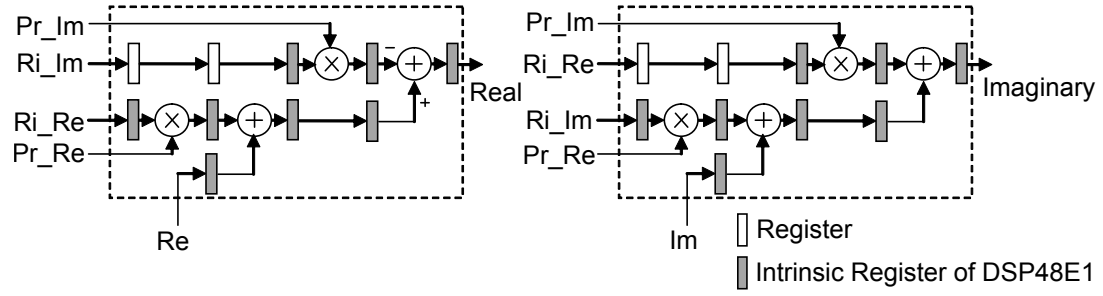 Pr_Im
Ri_Im
Ri_Re
Pr_Re
Re
×
+
×
+
−
+
Real
Pr_Im
Ri_Re
Ri_Im
Pr_Re
Im
×
+
×
+
Imaginary
Register
Intrinsic Register of DSP48E1